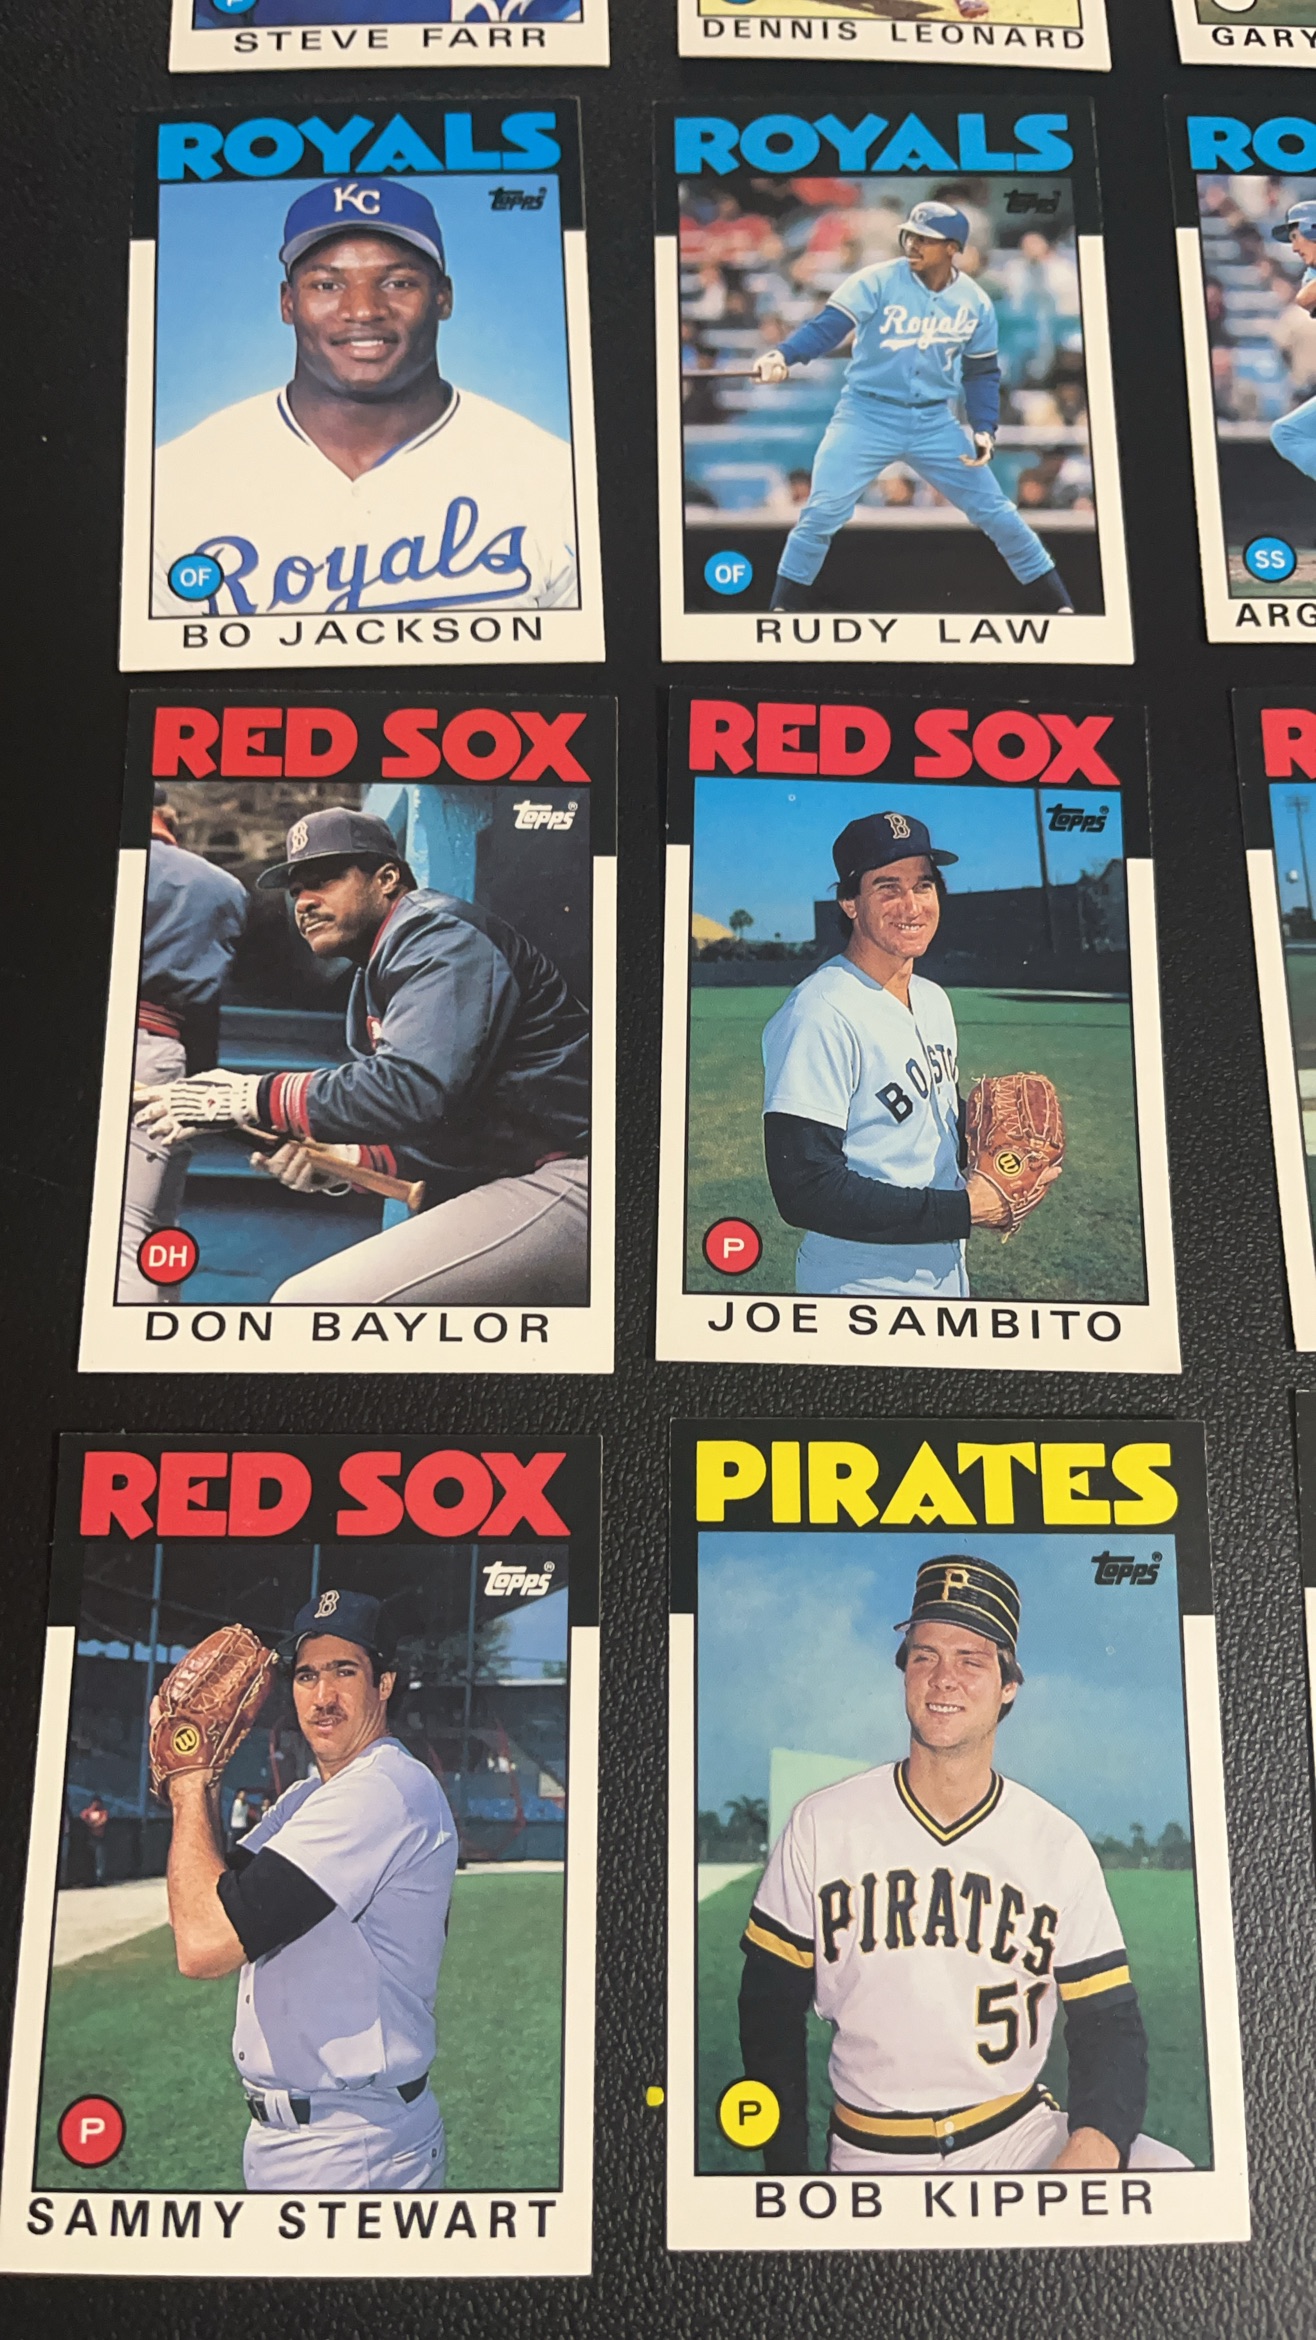 P
STEVE FARR
DENNIS LEONARD
GARY
ROYALS
Topps
KC
Royals
OF
BO JACKSON
ROYALS
Topps
KC
Royals
OF
RUDY LAW
RO
SS
ARG
RED SOX
Topps®
B
DH
DON BAYLOR
RED SOX
Topps®
B
BOSTO
W
P
JOE SAMBITO
R
RED SOX
Topps®
B
W
P
SAMMY STEWART
PIRATES
Topps®
P
PIRATES
51
P
BOB KIPPER